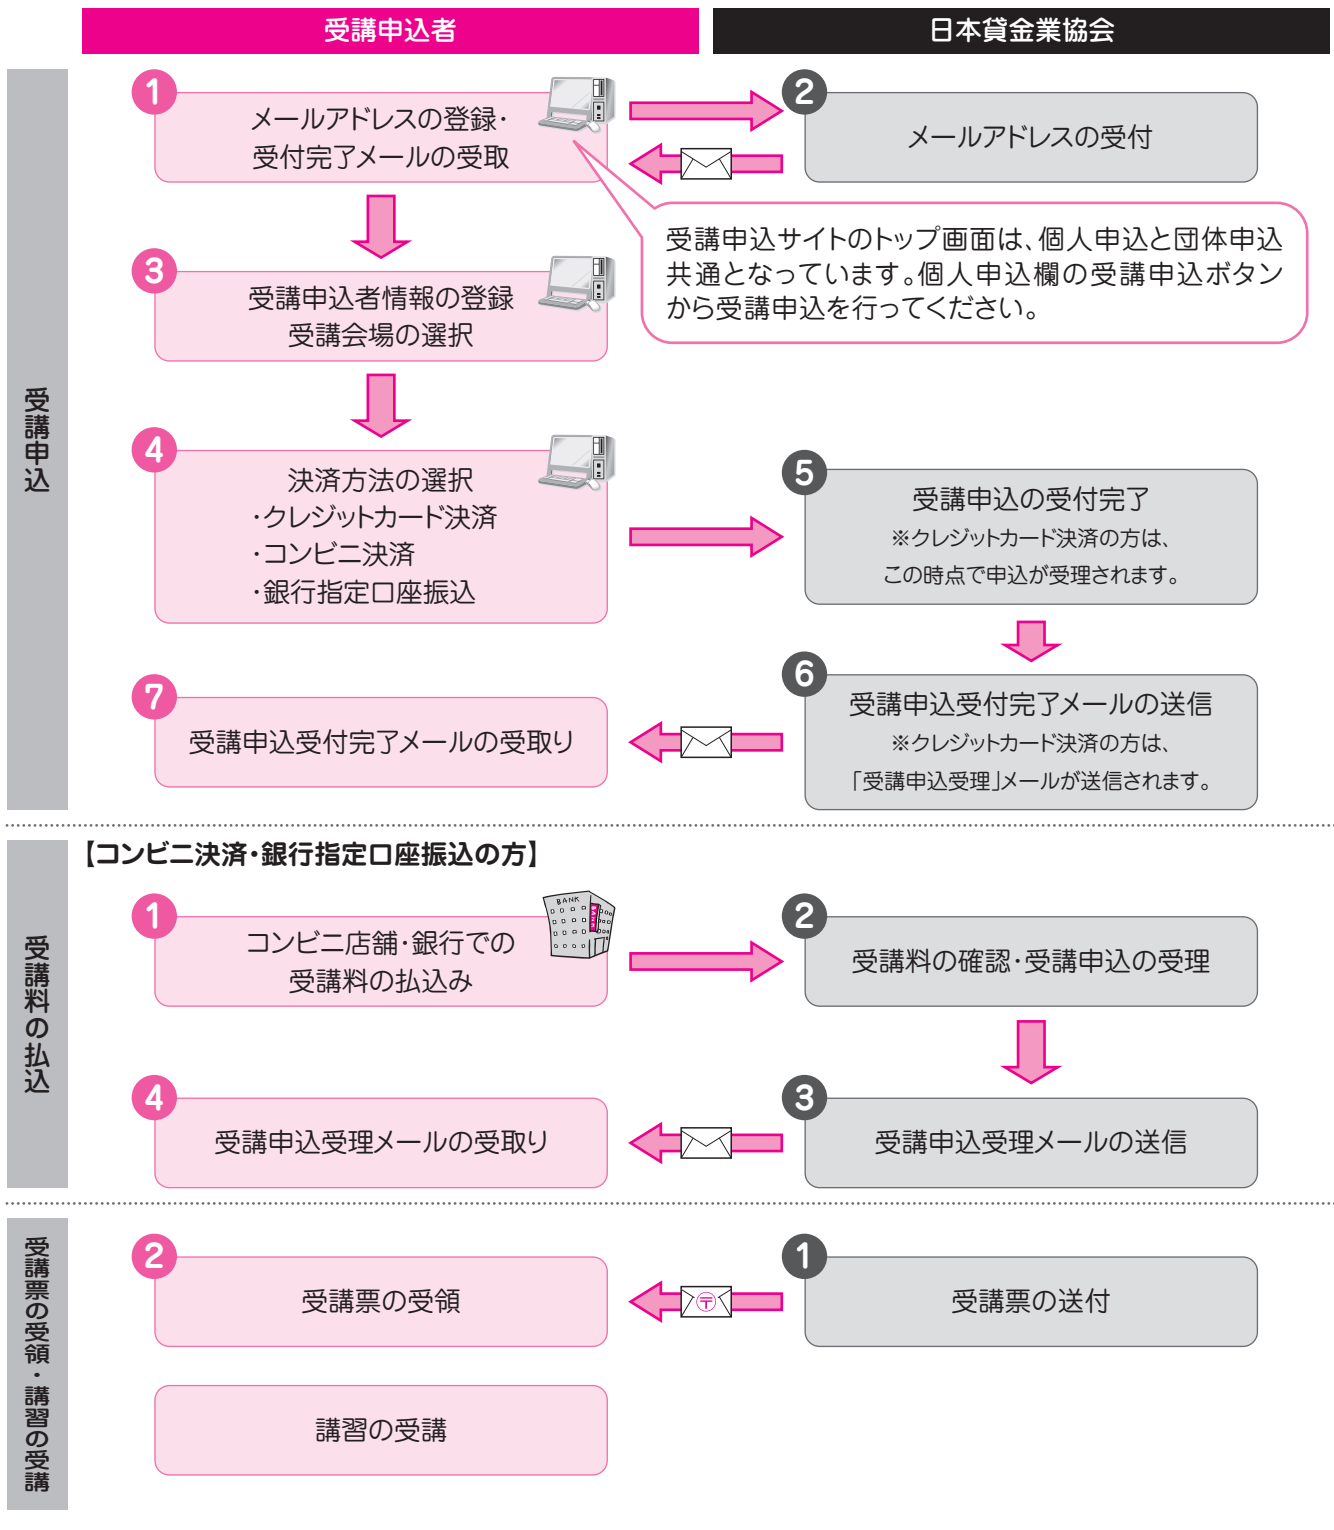 受講申込者
日本貸金業協会
受講申込
1
メールアドレスの登録・
受付完了メールの受取
2
メールアドレスの受付
受講申込サイトのトップ画面は、個人申込と団体申込
共通となっています。個人申込欄の受講申込ボタン
から受講申込を行ってください。
3
受講申込者情報の登録
受講会場の選択
4
決済方法の選択
・クレジットカード決済
・コンビニ決済
・銀行指定口座振込
5
受講申込の受付完了
※クレジットカード決済の方は、
この時点で申込が受理されます。
6
受講申込受付完了メールの送信
※クレジットカード決済の方は、
「受講申込受理」メールが送信されます。
7
受講申込受付完了メールの受取り
受講料の払込
【コンビニ決済・銀行指定口座振込の方】
1
コンビニ店舗・銀行での
受講料の払込み
BANK
2
受講料の確認・受講申込の受理
3
受講申込受理メールの送信
4
受講申込受理メールの受取り
受講票の受領・講習の受講
1
受講票の送付
〒
2
受講票の受領
講習の受講